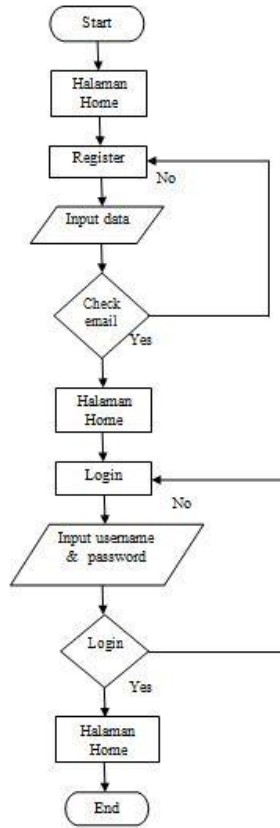 Start
Halaman
Home
Register
No
Input data
Check
email
Yes
Halaman
Home
Login
No
Input username
& password
Login
Yes
Halaman
Home
End